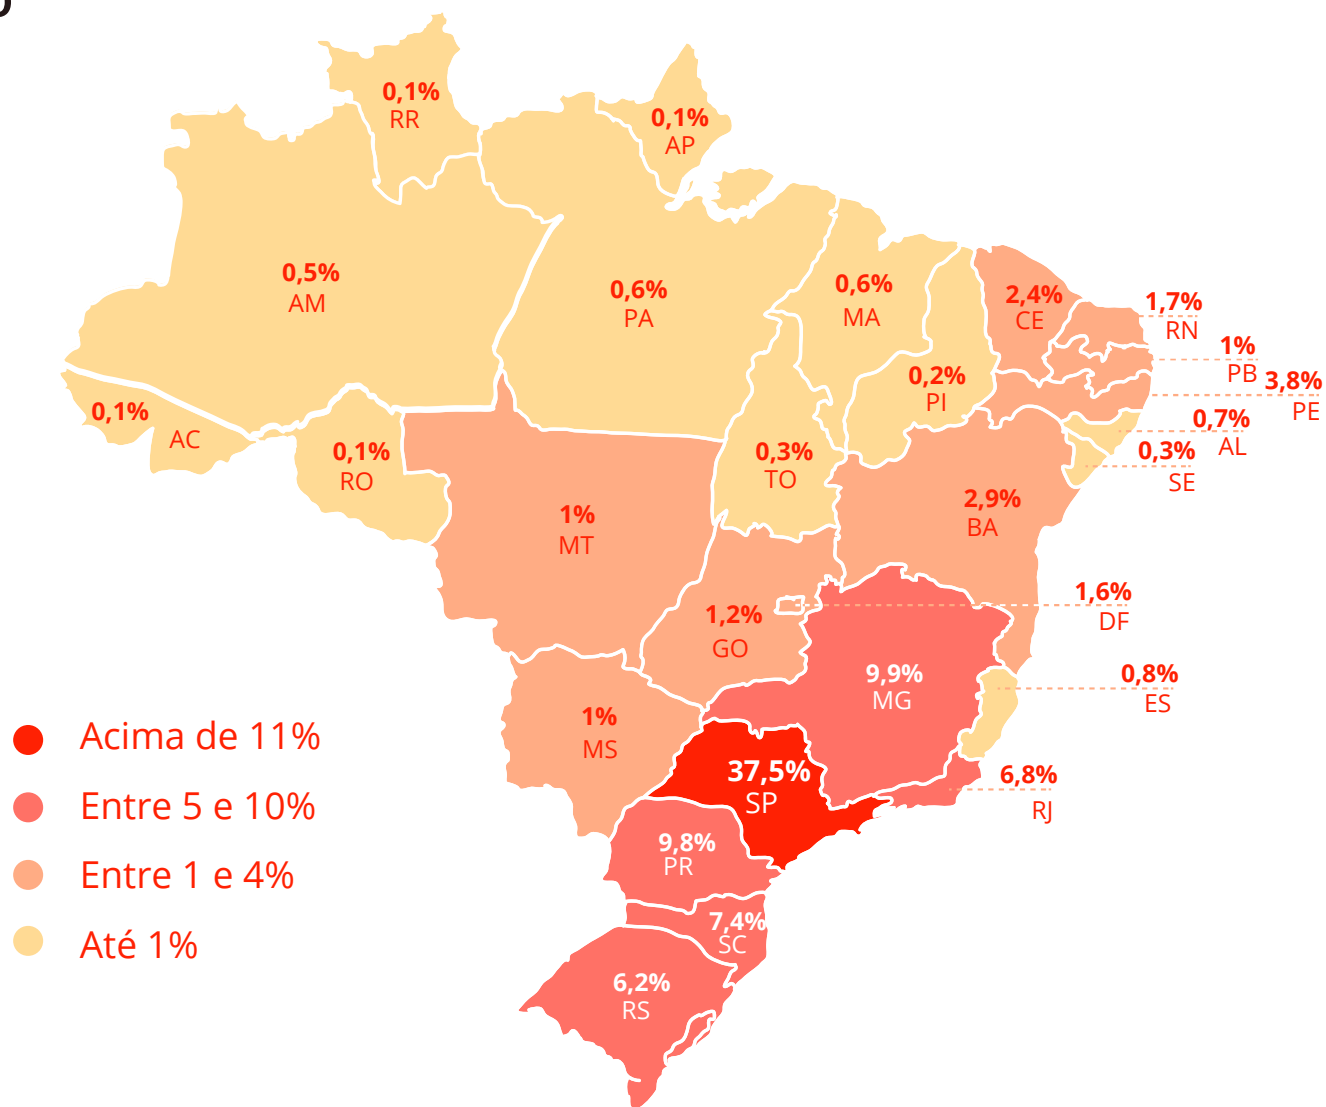 0,1%
RR
0,1%
AP
0,5%
AM
0,6%
PA
0,6%
MA
2,4%
CE
1,7%
RN
1%
PB
3,8%
PE
0,2%
PI
0,7%
AL
0,3%
SE
0,1%
AC
0,1%
RO
0,3%
TO
1%
MT
2,9%
BA
1,2%
GO
1,6%
DF
9,9%
MG
0,8%
ES
1%
MS
37,5%
SP
6,8%
RJ
9,8%
PR
7,4%
SC
6,2%
RS
Acima de 11%
Entre 5 e 10%
Entre 1 e 4%
Até 1%